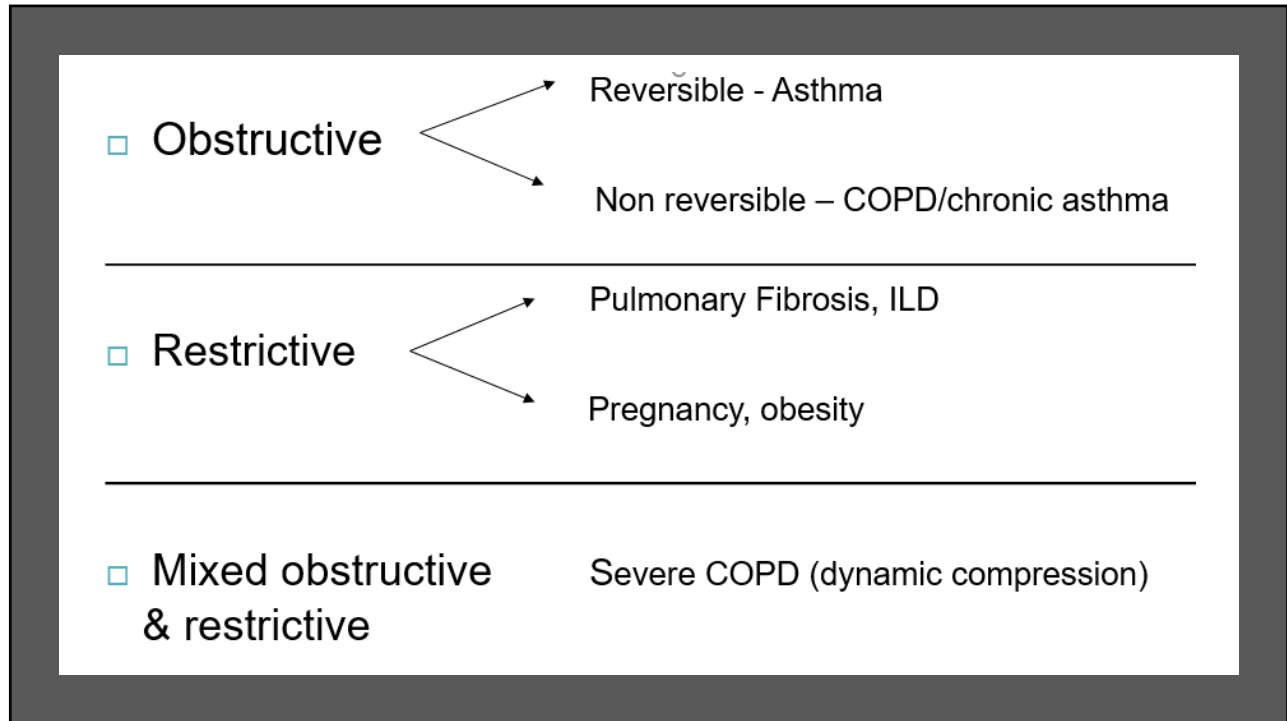 Reversible - Asthma
Obstructive
Non reversible – COPD/chronic asthma
Pulmonary Fibrosis, ILD
Restrictive
Pregnancy, obesity
Mixed obstructive Severe COPD (dynamic compression)
& restrictive